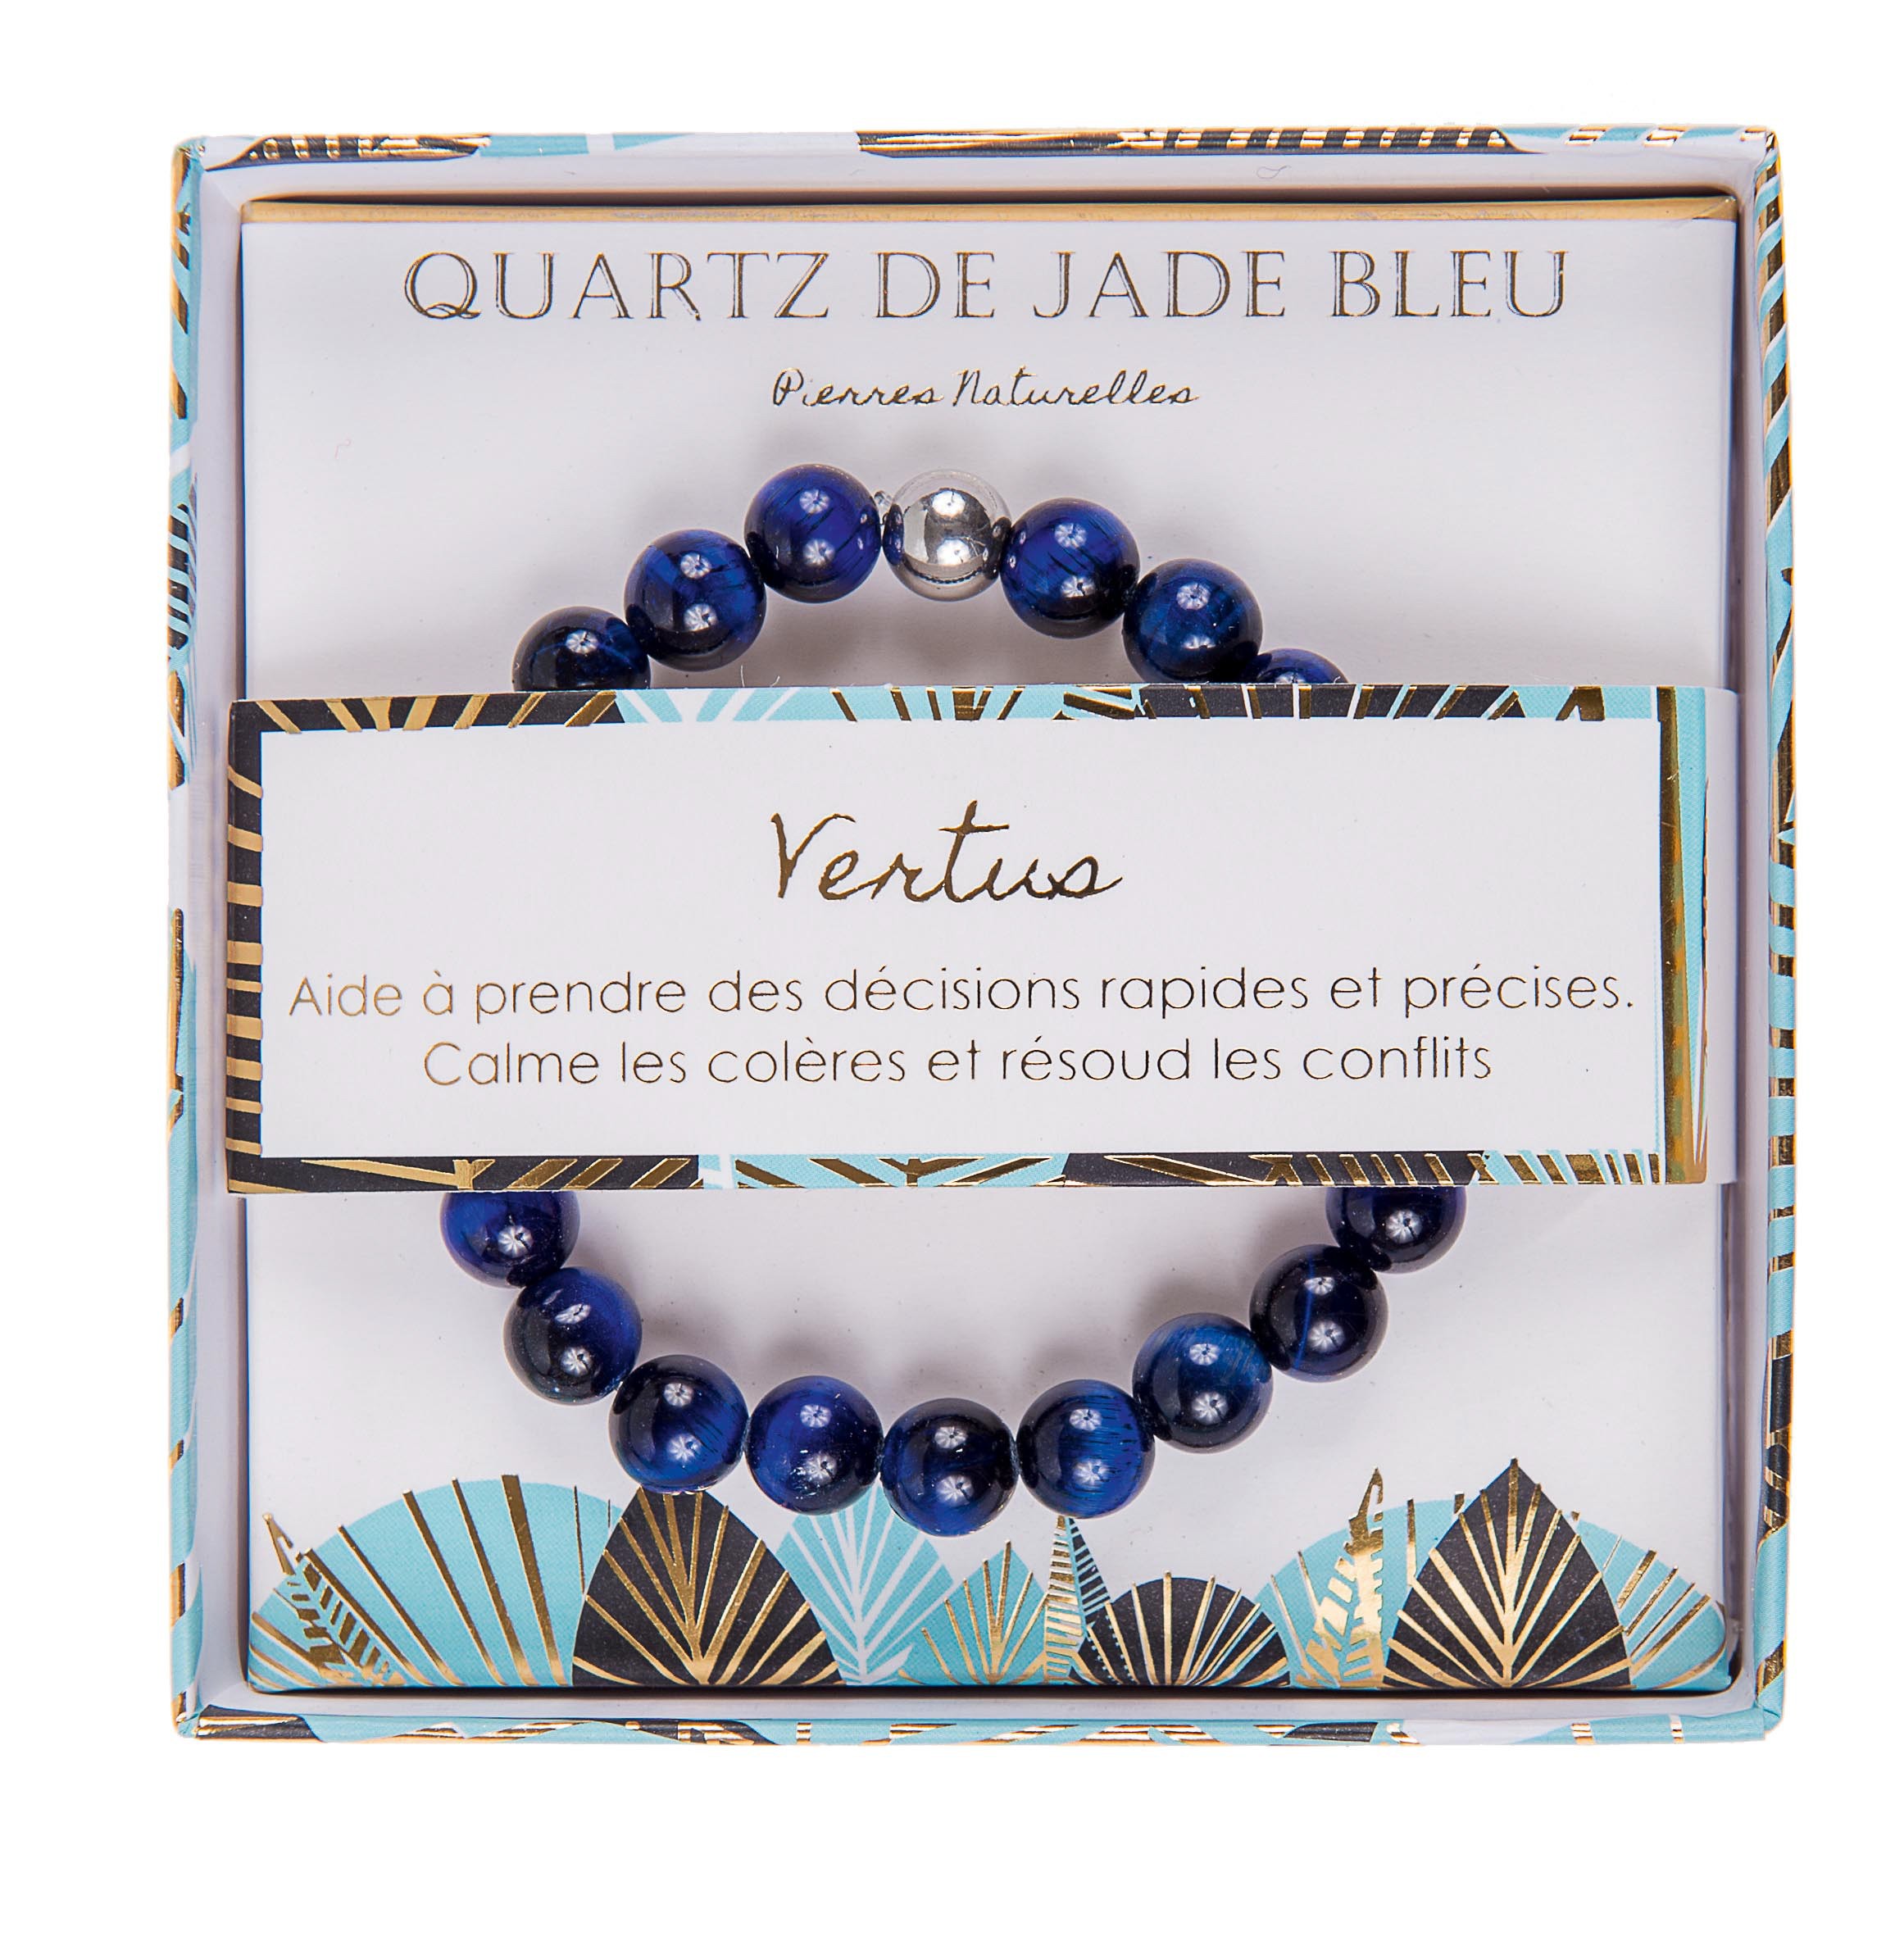 QUARTZ DE JADE BLEU
Pierres Naturelles
Vertus
Aide à prendre des décisions rapides et précises.
Calme les colères et résoud les conflits